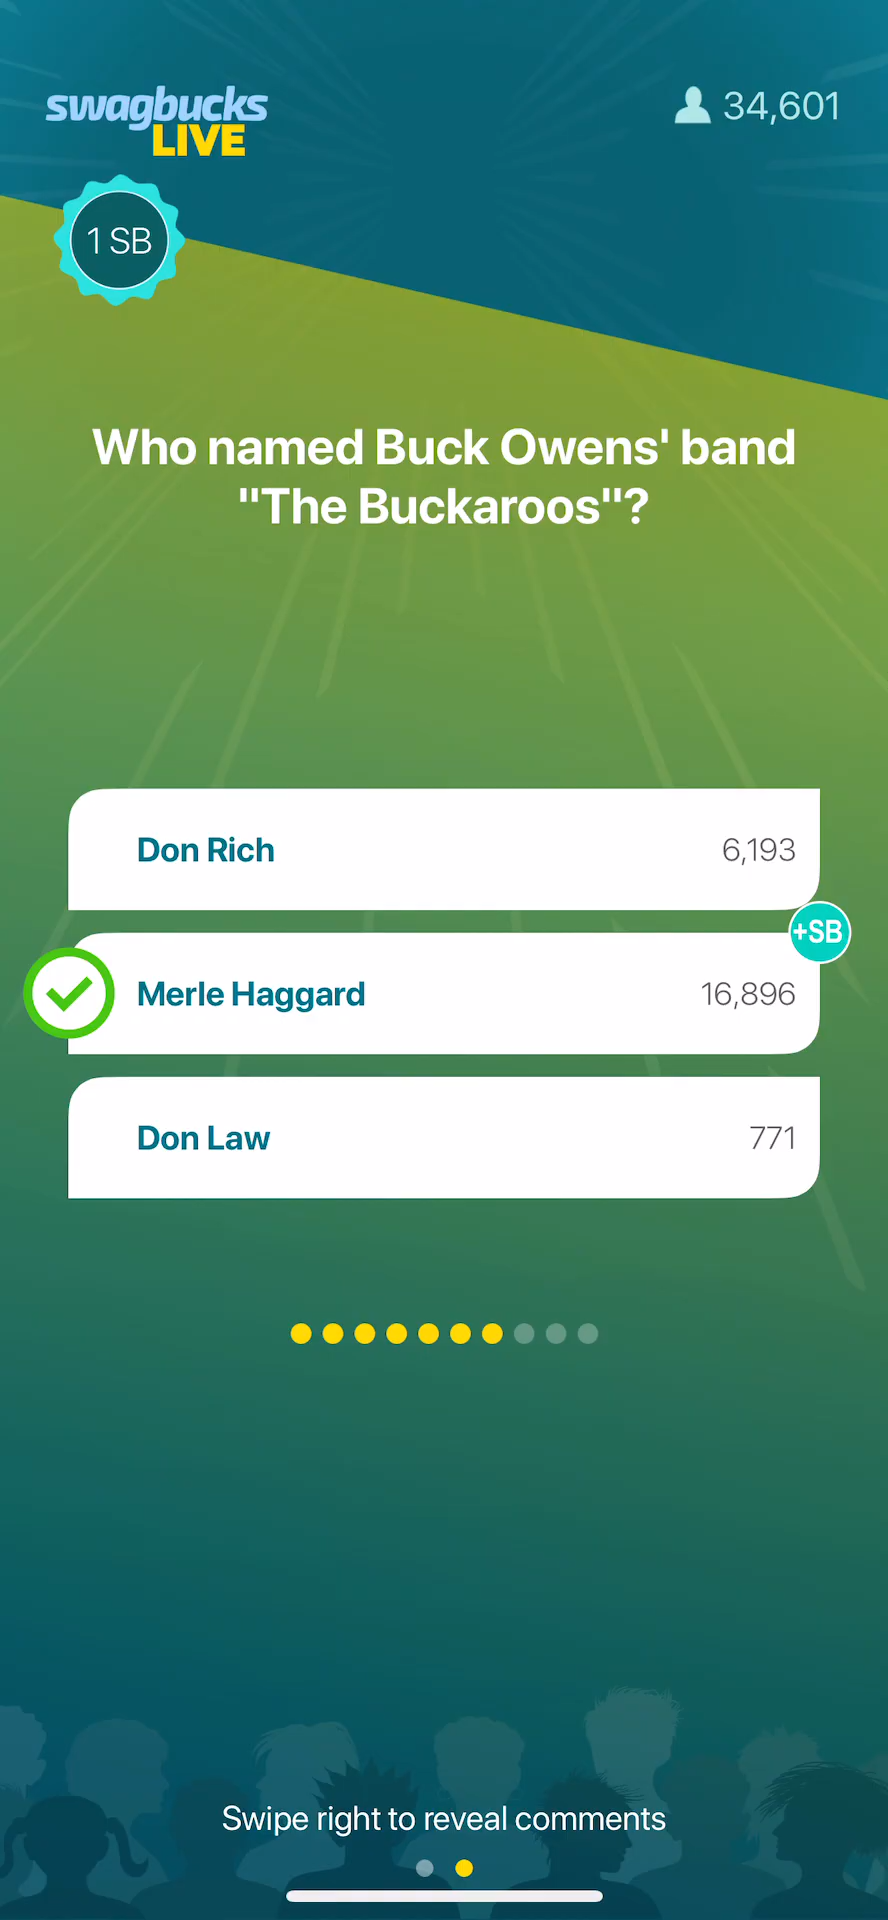 swagbucks
LIVE
34,601
1 SB
Who named Buck Owens' band
"The Buckaroos"?
Don Rich 6,193
+SB
Merle Haggard 16,896
Don Law 771
Swipe right to reveal comments